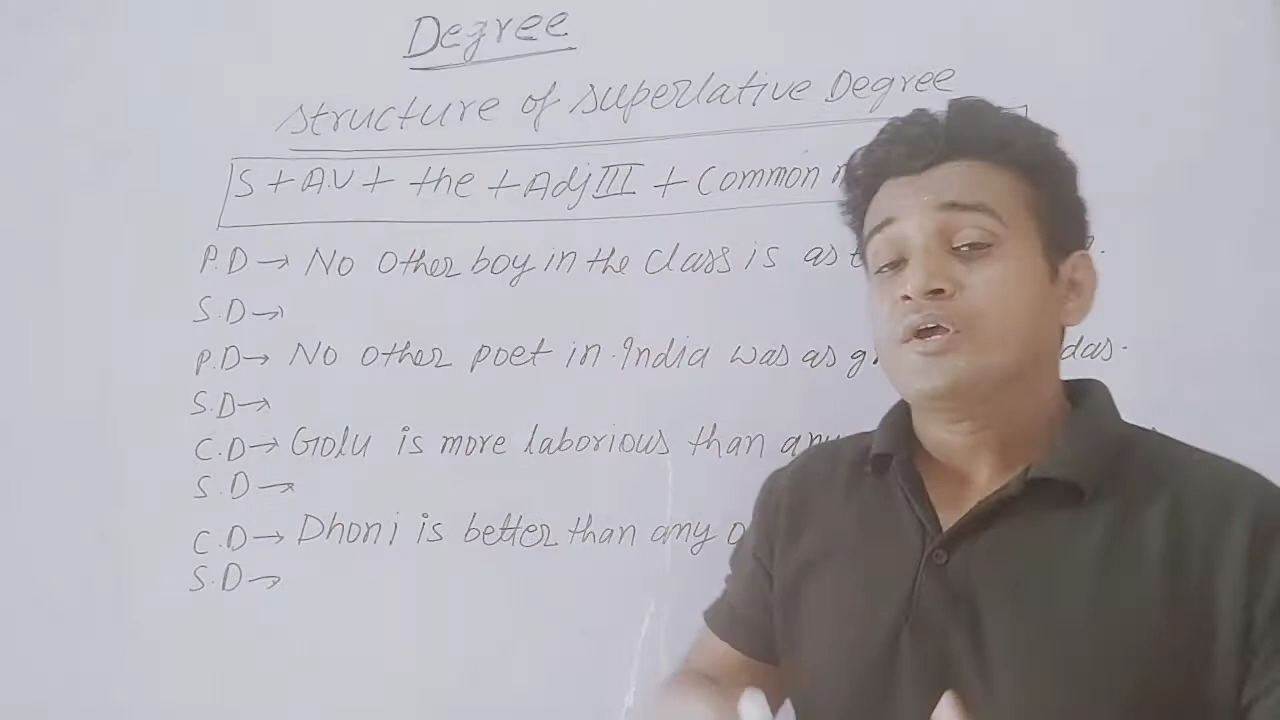 Degree
Structure of superlative Degree
S + A.V + the + Adj III + Common
P.D → No other boy in the class is as
S.D →
P.D → No other poet in India was as
S.D →
C.D → Golu is more laborious than any
S.D →
C.D → Dhoni is better than any
S.D →